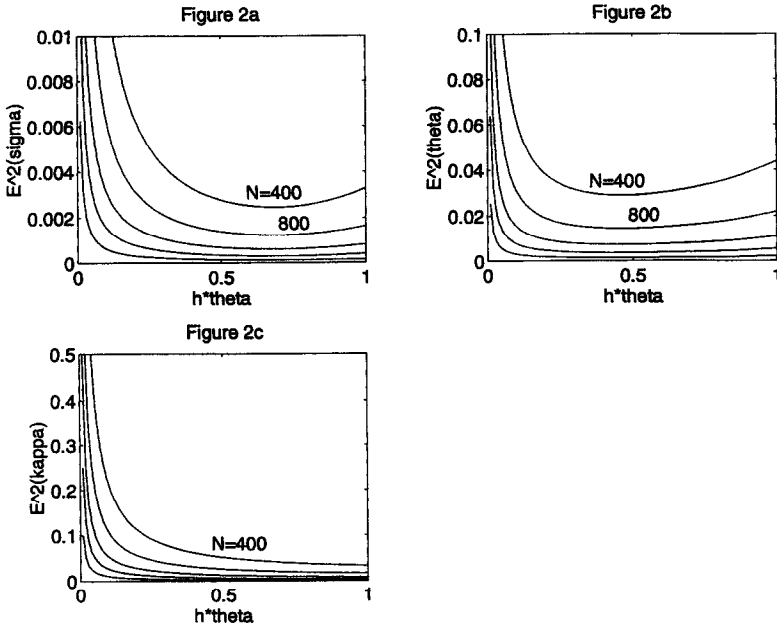 Figure 2a
0.01
0.008
0.006
0.004
0.002
0
E^2(sigma)
N=400
800
0 0.5 1
h*theta
Figure 2b
0.1
0.08
0.06
0.04
0.02
0
E^2(theta)
N=400
800
0 0.5 1
h*theta
Figure 2c
0.5
0.4
0.3
0.2
0.1
0
E^2(kappa)
N=400
0 0.5 1
h*theta